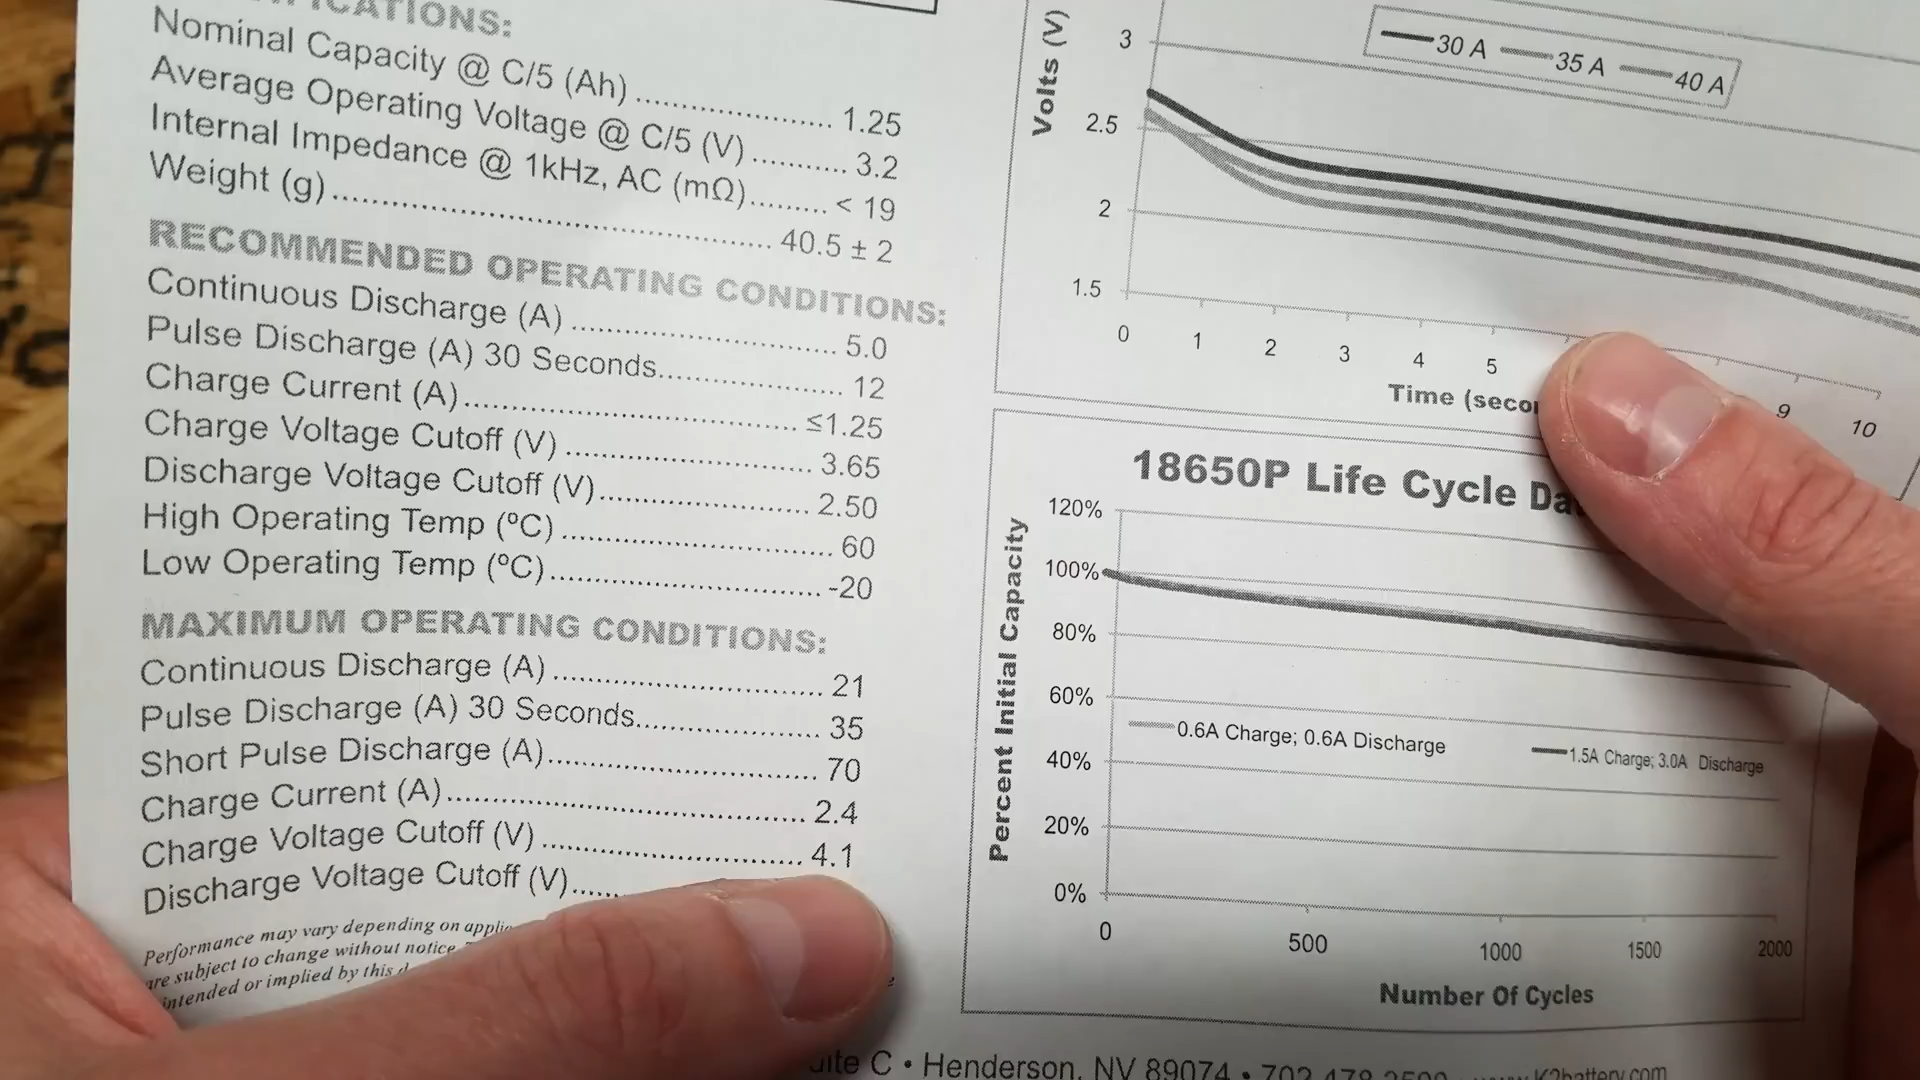 Nominal Capacity @ C/5 (Ah) 1.25
Average Operating Voltage @ C/5 (V) 3.2
Internal Impedance @ 1kHz, AC (mΩ) < 19
Weight (g) 40.5 ± 2
RECOMMENDED OPERATING CONDITIONS:
Continuous Discharge (A) 5.0
Pulse Discharge (A) 30 Seconds 12
Charge Current (A) ≤1.25
Charge Voltage Cutoff (V) 3.65
Discharge Voltage Cutoff (V) 2.50
High Operating Temp (ºC) 60
Low Operating Temp (ºC) -20
MAXIMUM OPERATING CONDITIONS:
Continuous Discharge (A) 21
Pulse Discharge (A) 30 Seconds 35
Short Pulse Discharge (A) 70
Charge Current (A) 2.4
Charge Voltage Cutoff (V) 4.1
Discharge Voltage Cutoff (V)
Performance may vary depending on
are subject to change without notice.
intended or implied by this
Volts (V)
30 A 35 A 40 A
3
2.5
2
1.5
0 1 2 3 4 5 9 10
Time
18650P Life Cycle
Percent Initial Capacity
120%
100%
80%
60%
0.6A Charge; 0.6A Discharge 1.5A Charge; 3.0A Discharge
40%
20%
0%
0 500 1000 1500 2000
Number Of Cycles
C • Henderson, NV 89074 •